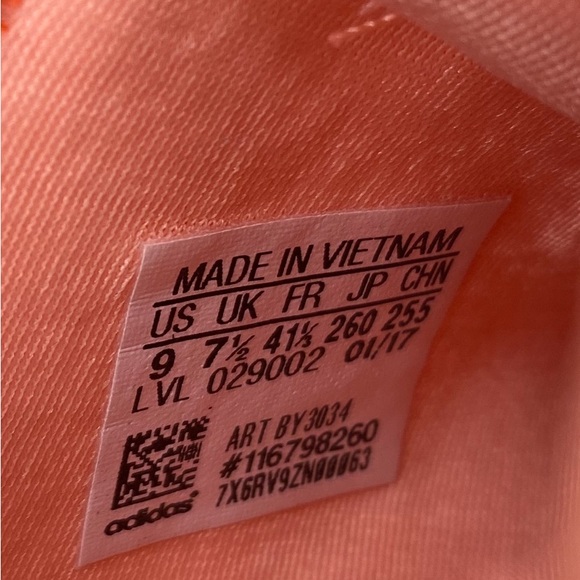 MADE IN VIETNAM
US UK FR JP CHN
9 7½ 41⅓ 260 255
LVL 029002 01/17
ART BY3034
#116798260
7X6RV9ZN00063
adidas